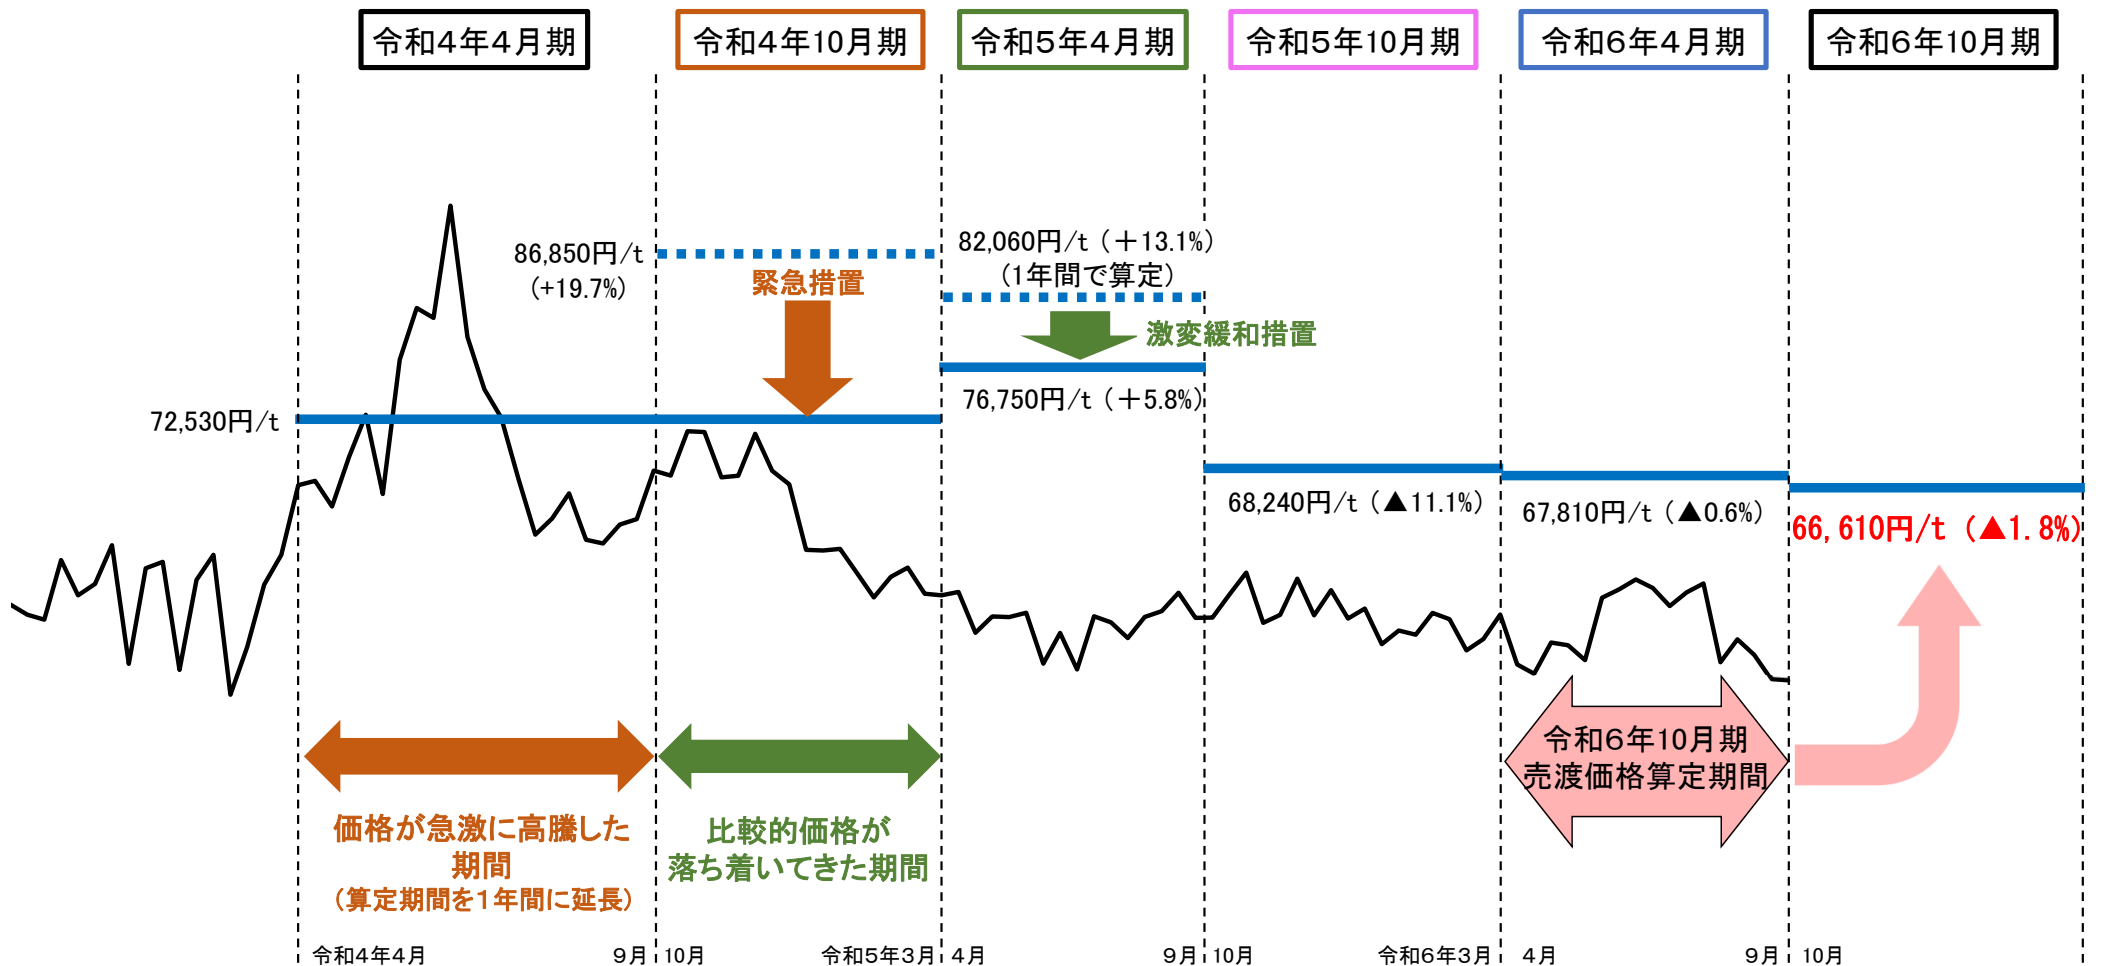 令和４年４月期
令和４年10月期
令和５年４月期
令和５年10月期
令和６年４月期
令和６年10月期
86,850円/t
(+19.7%)
緊急措置
82,060円/t（＋13.1%）
（1年間で算定）
激変緩和措置
72,530円/t
76,750円/t（＋5.8%）
68,240円/t（▲11.1%）
67,810円/t（▲0.6%）
66,610円/t（▲1.8%）
価格が急激に高騰した
期間
（算定期間を１年間に延長）
比較的価格が
落ち着いてきた期間
令和６年10月期
売渡価格算定期間
令和４年４月
９月
10月
令和５年３月
４月
９月
10月
令和６年３月
４月
９月
10月